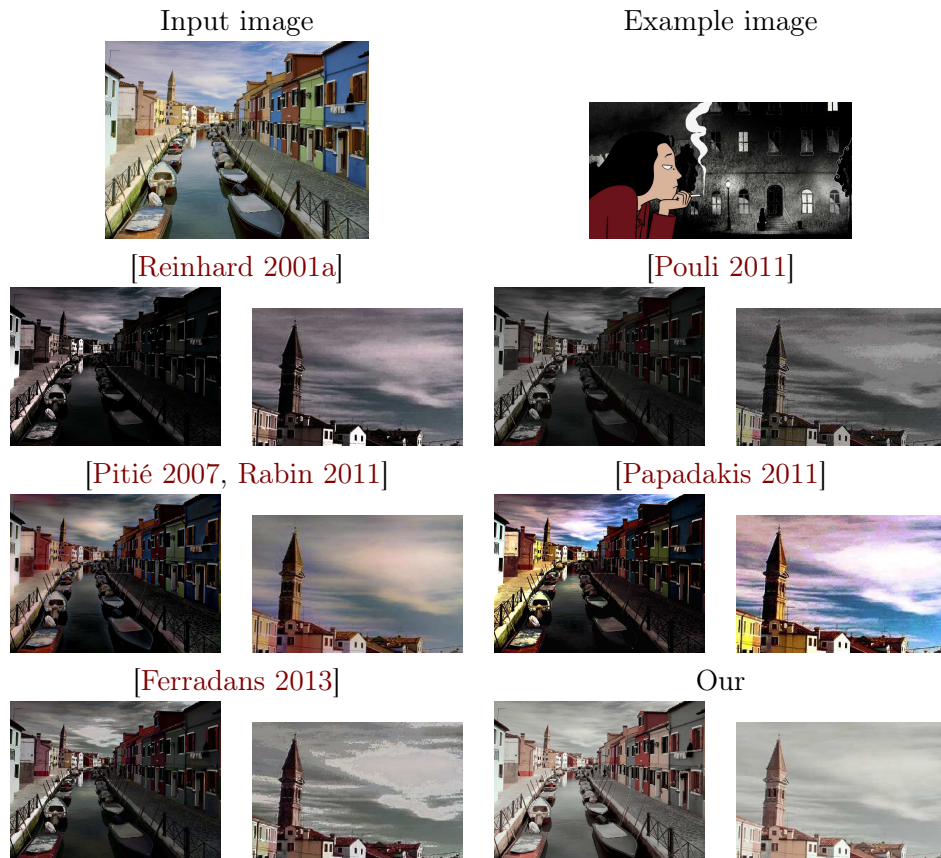 Input image
Example image
[Reinhard 2001a]
[Pouli 2011]
[Pitié 2007, Rabin 2011]
[Papadakis 2011]
[Ferradans 2013]
Our